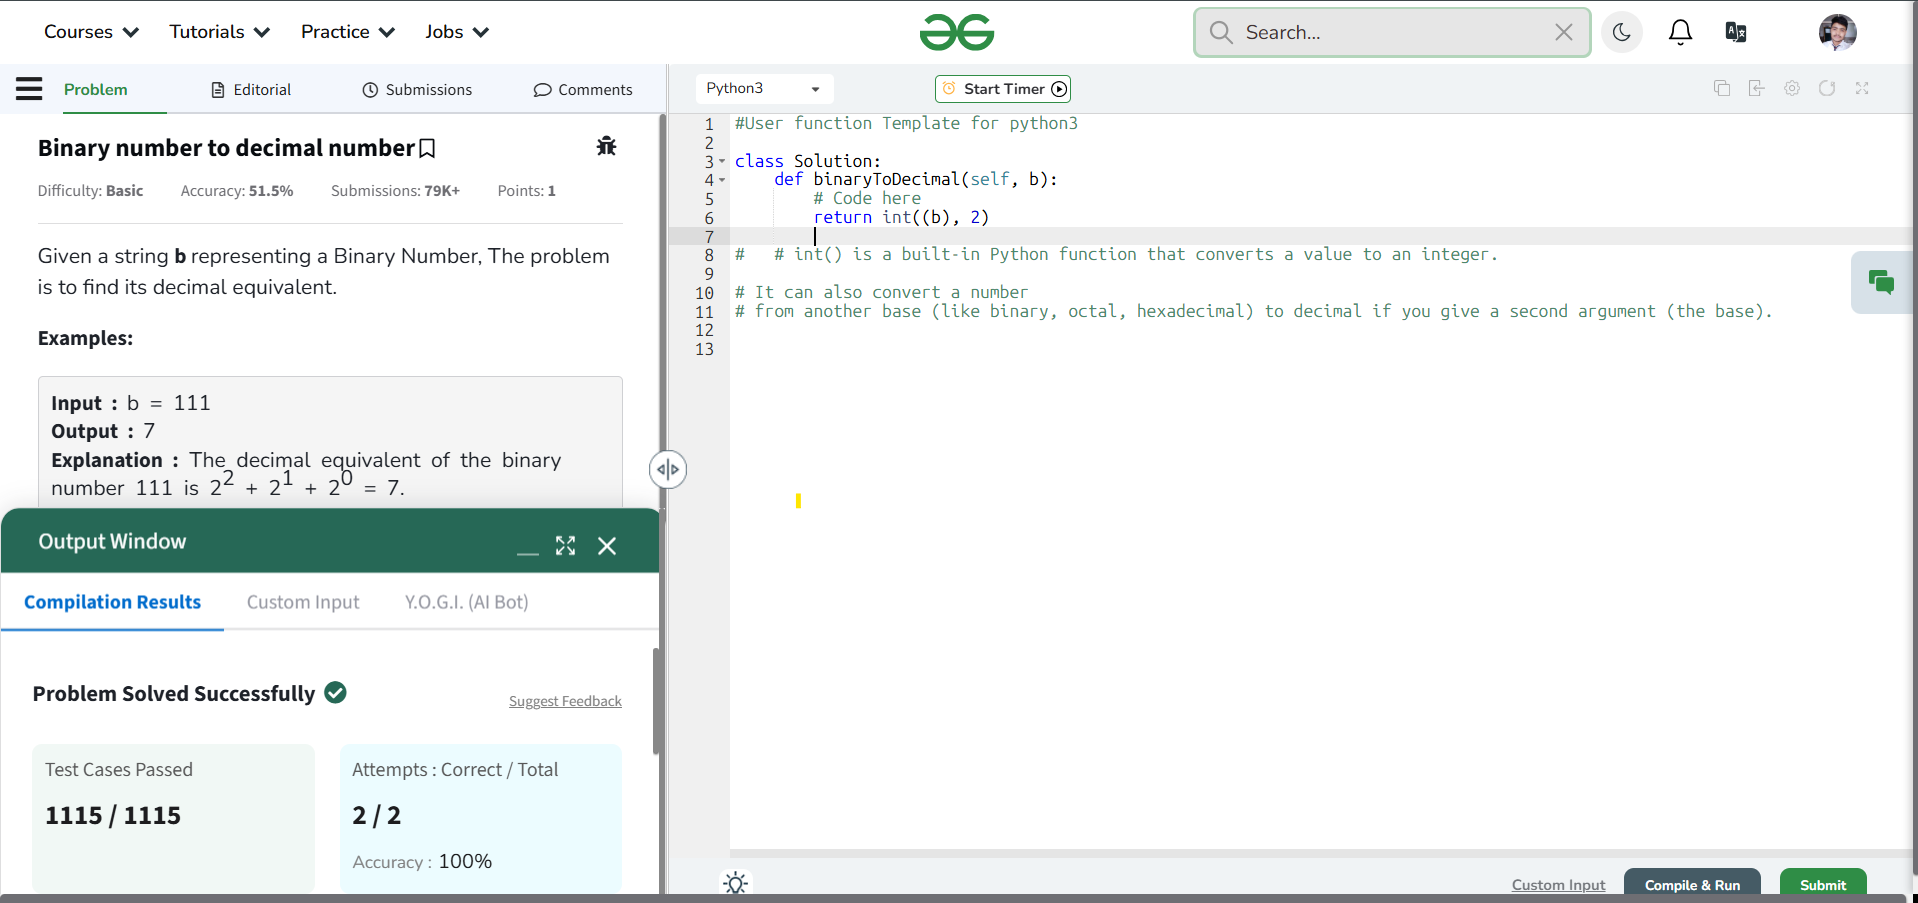 Courses Tutorials Practice Jobs Search...
Problem Editorial Submissions Comments
Binary number to decimal number
Difficulty: Basic Accuracy: 51.5% Submissions: 79K+ Points: 1
Given a string b representing a Binary Number, The problem
is to find its decimal equivalent.
Examples:
Input : b = 111
Output : 7
Explanation : The decimal equivalent of the binary
number 111 is 2^2 + 2^1 + 2^0 = 7.
Output Window
Compilation Results Custom Input Y.O.G.I. (AI Bot)
Problem Solved Successfully
Suggest Feedback
Test Cases Passed
1115 / 1115
Attempts : Correct / Total
2 / 2
Accuracy : 100%
Python3 Start Timer
1 #User function Template for python3
2
3 class Solution:
4     def binaryToDecimal(self, b):
5         # Code here
6         return int((b), 2)
7
8 #   # int() is a built-in Python function that converts a value to an integer.
9
10 # It can also convert a number
11 # from another base (like binary, octal, hexadecimal) to decimal if you give a second argument (the base).
12
13
Custom Input Compile & Run Submit